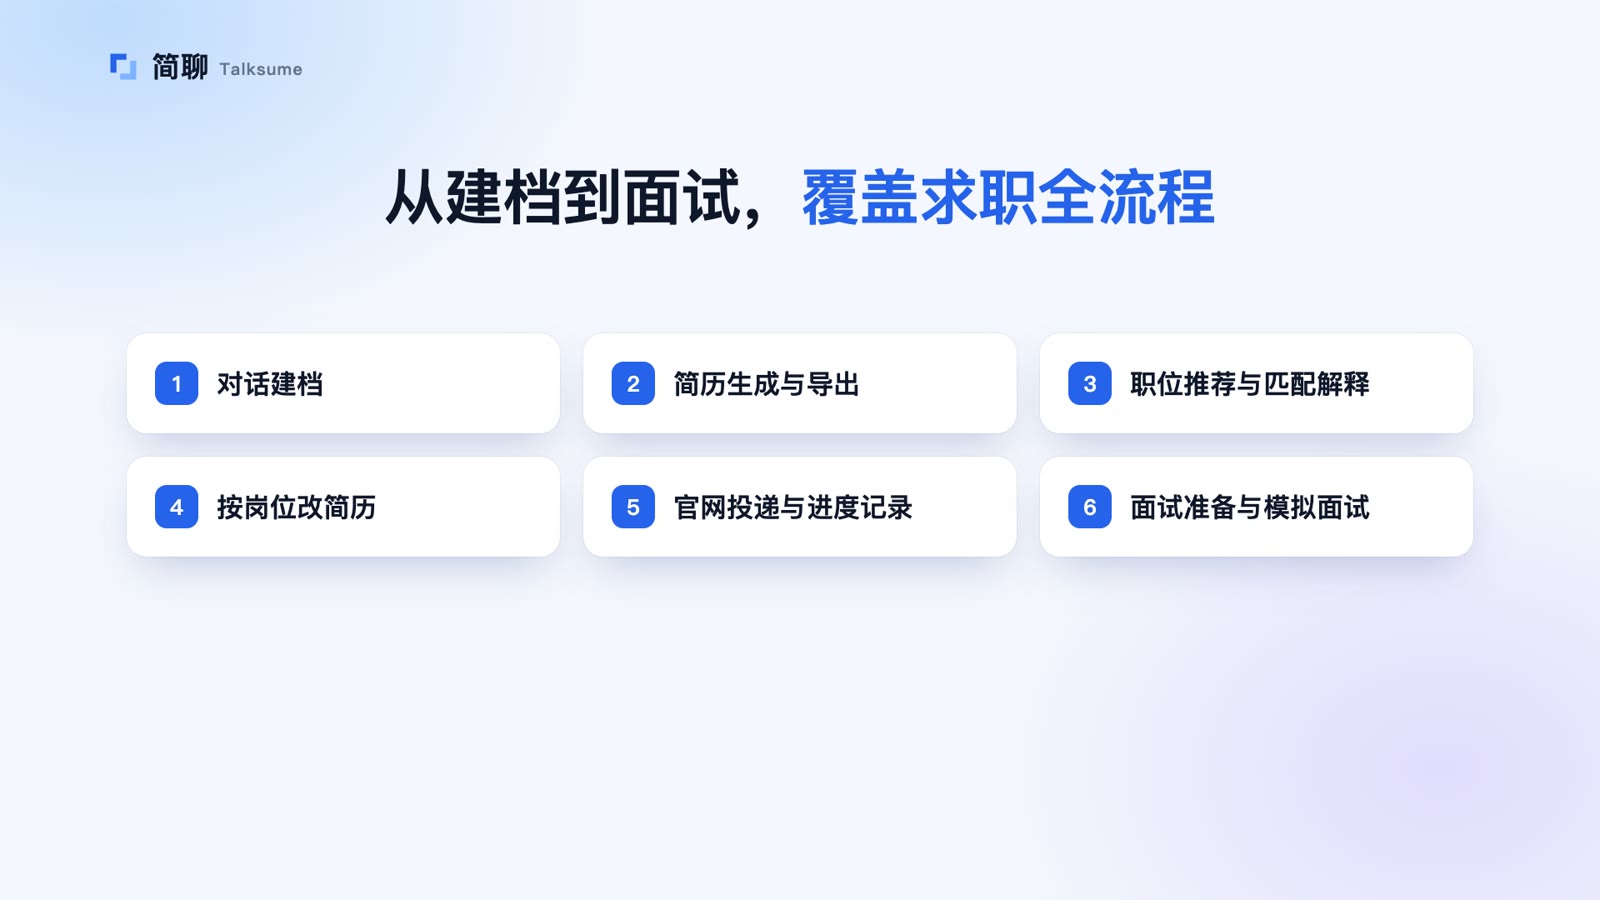 简聊 Talksume
从建档到面试，覆盖求职全流程
1 对话建档
2 简历生成与导出
3 职位推荐与匹配解释
4 按岗位改简历
5 官网投递与进度记录
6 面试准备与模拟面试